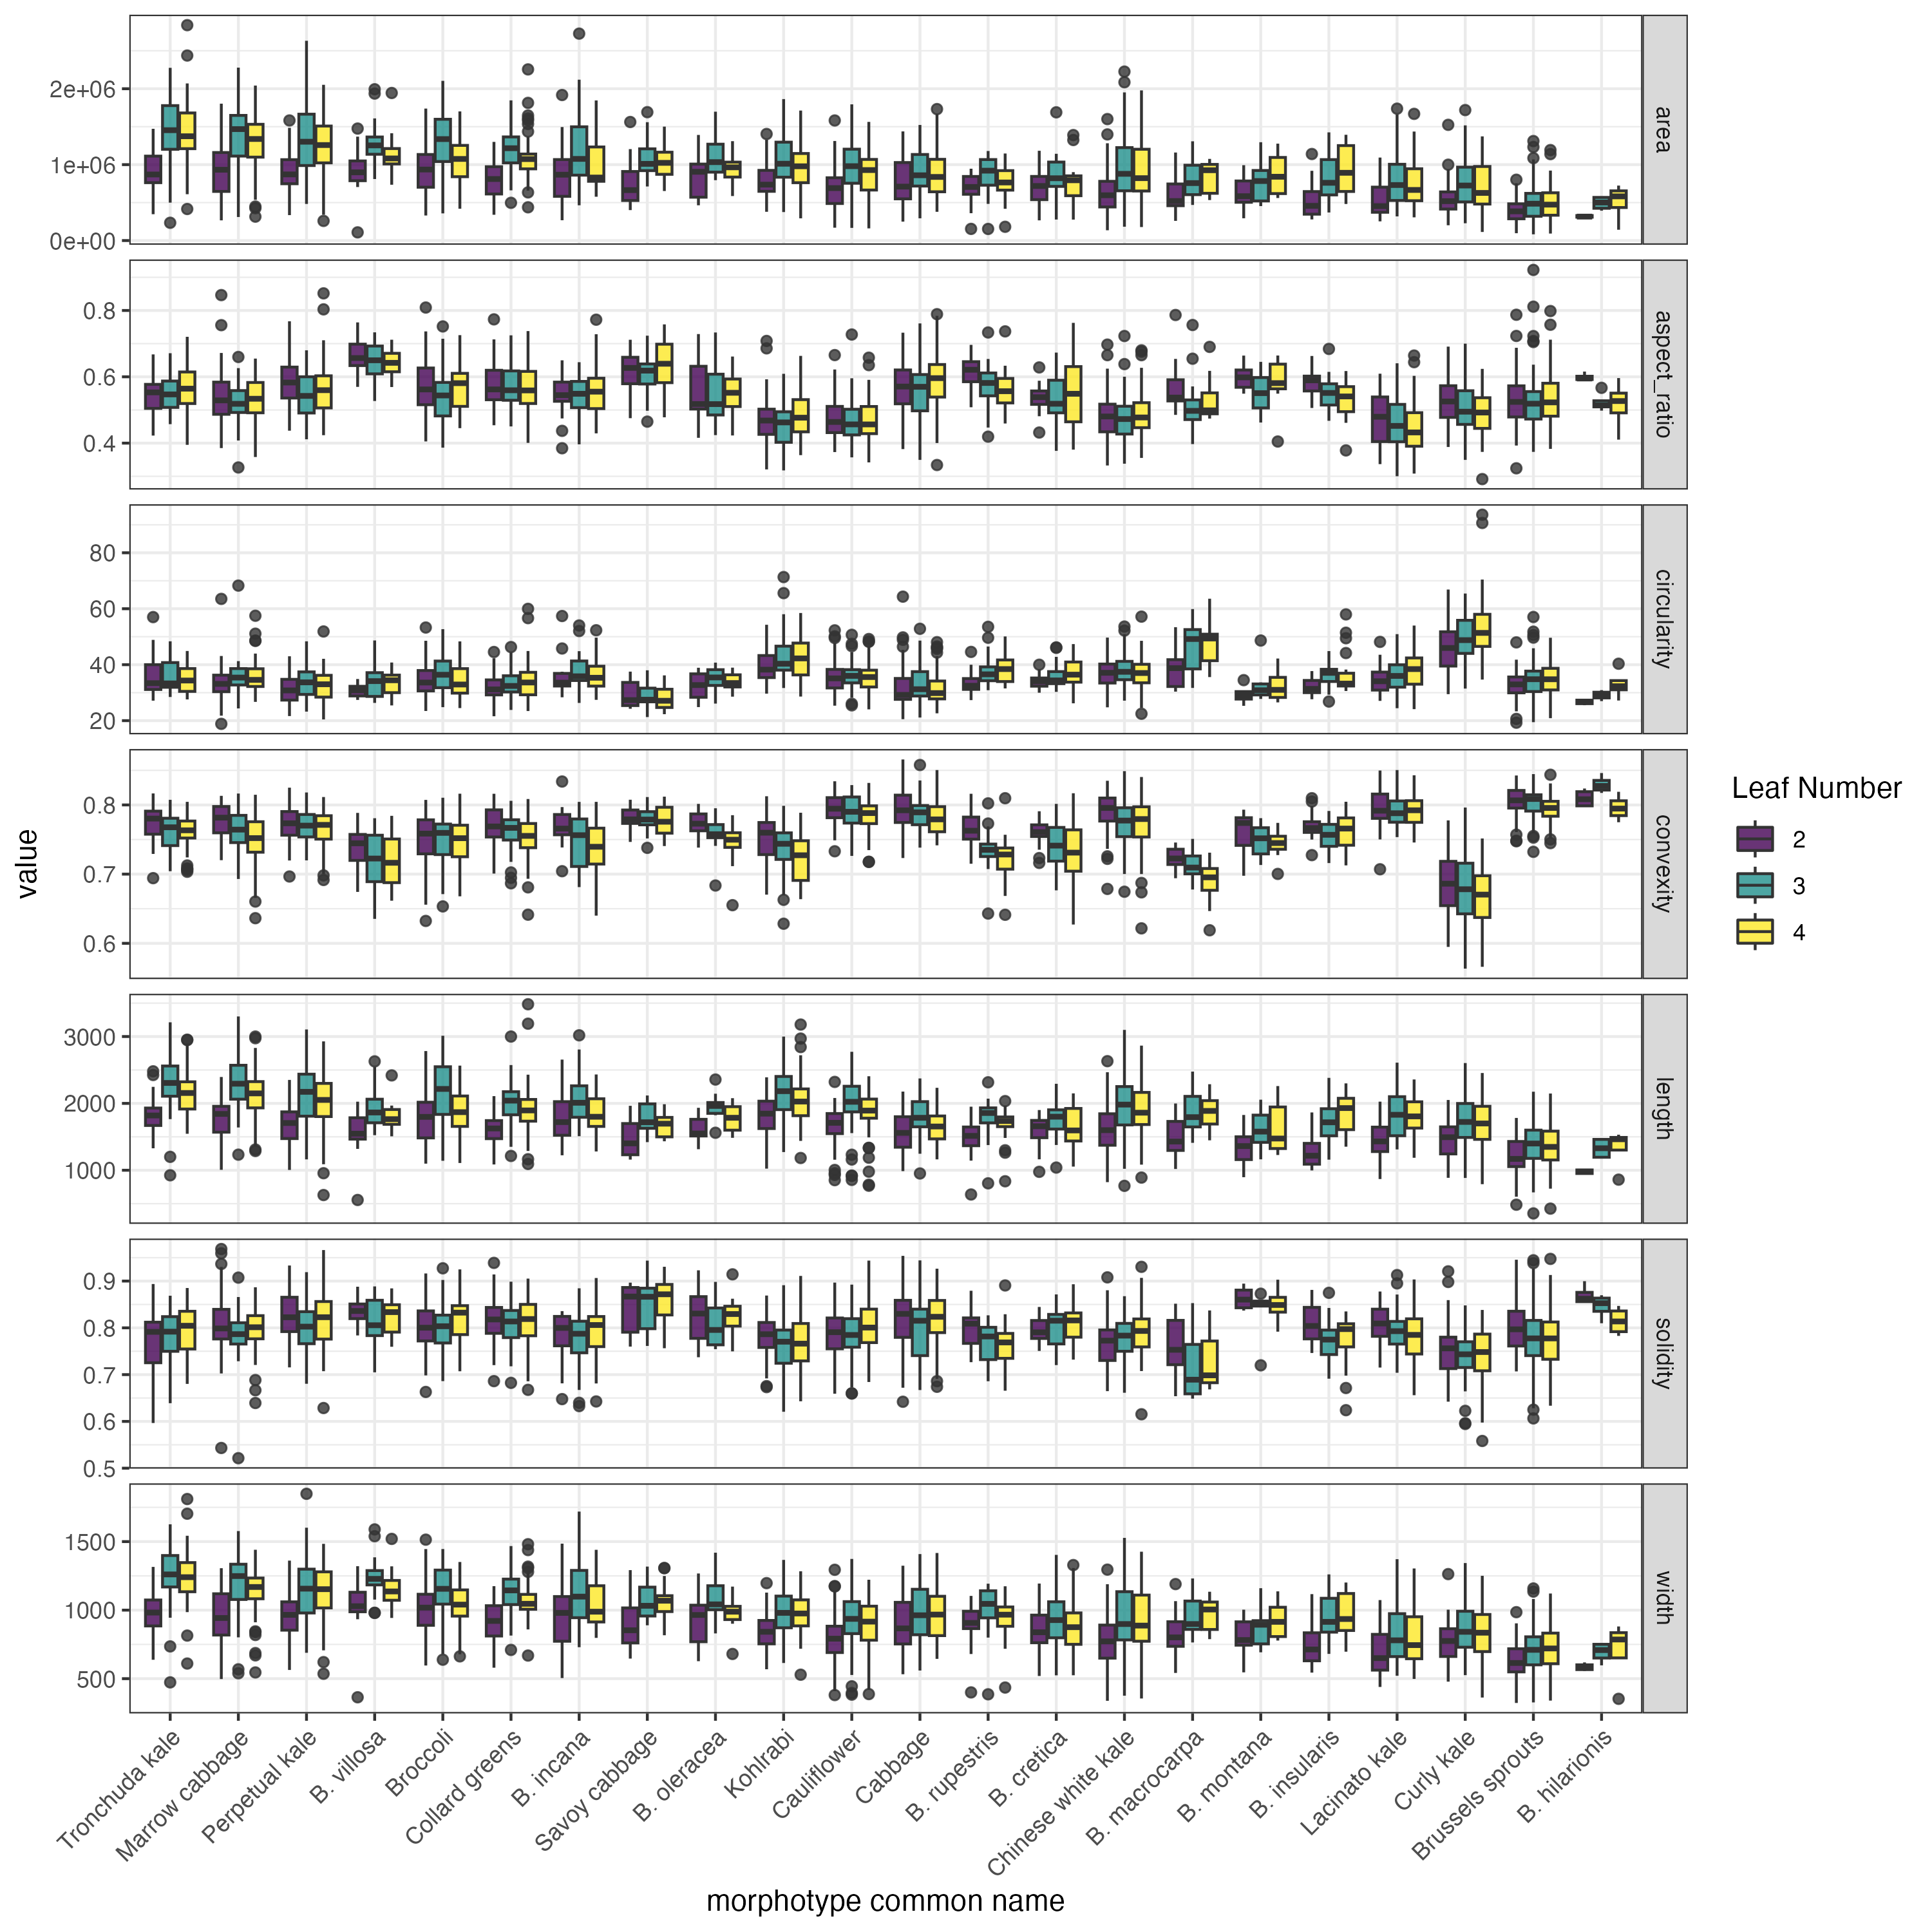 2e+06
1e+06
0e+00
area
0.8
0.6
0.4
aspect_ratio
80
60
40
20
circularity
0.8
0.7
0.6
convexity
3000
2000
1000
length
0.9
0.8
0.7
0.6
0.5
solidity
1500
1000
500
width
value
Leaf Number
2
3
4
Tronchuda kale
Marrow cabbage
Perpetual kale
B. villosa
Broccoli
Collard greens
B. incana
Savoy cabbage
B. oleracea
Kohlrabi
Cauliflower
Cabbage
B. rupestris
B. cretica
Chinese white kale
B. macrocarpa
B. montana
B. insularis
Lacinato kale
Curly kale
Brussels sprouts
B. hilarionis
morphotype common name